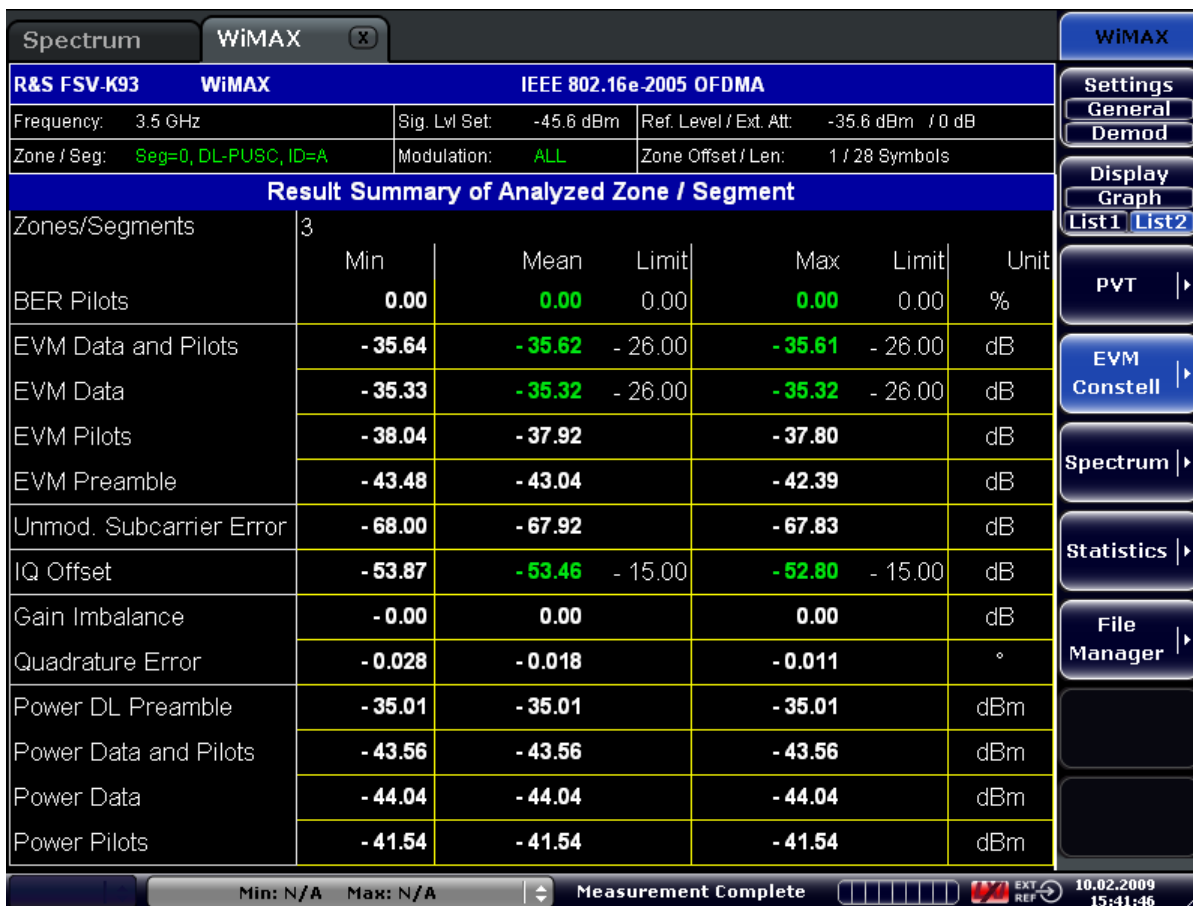 Spectrum WiMAX X WiMAX
R&S FSV-K93 WiMAX IEEE 802.16e-2005 OFDMA
Frequency: 3.5 GHz Sig. Lvl Set: -45.6 dBm Ref. Level / Ext. Att: -35.6 dBm / 0 dB
Zone / Seg: Seg=0, DL-PUSC, ID=A Modulation: ALL Zone Offset / Len: 1 / 28 Symbols
Result Summary of Analyzed Zone / Segment
Zones/Segments 3
Min Mean Limit Max Limit Unit
BER Pilots 0.00 0.00 0.00 0.00 0.00 %
EVM Data and Pilots - 35.64 - 35.62 - 26.00 - 35.61 - 26.00 dB
EVM Data - 35.33 - 35.32 - 26.00 - 35.32 - 26.00 dB
EVM Pilots - 38.04 - 37.92 - 37.80 dB
EVM Preamble - 43.48 - 43.04 - 42.39 dB
Unmod. Subcarrier Error - 68.00 - 67.92 - 67.83 dB
IQ Offset - 53.87 - 53.46 - 15.00 - 52.80 - 15.00 dB
Gain Imbalance - 0.00 0.00 0.00 dB
Quadrature Error - 0.028 - 0.018 - 0.011 °
Power DL Preamble - 35.01 - 35.01 - 35.01 dBm
Power Data and Pilots - 43.56 - 43.56 - 43.56 dBm
Power Data - 44.04 - 44.04 - 44.04 dBm
Power Pilots - 41.54 - 41.54 - 41.54 dBm
Settings
General
Demod
Display
Graph
List1 List2
PVT
EVM
Constell
Spectrum
Statistics
File
Manager
Min: N/A Max: N/A Measurement Complete LXI EXT REF 10.02.2009
15:41:46